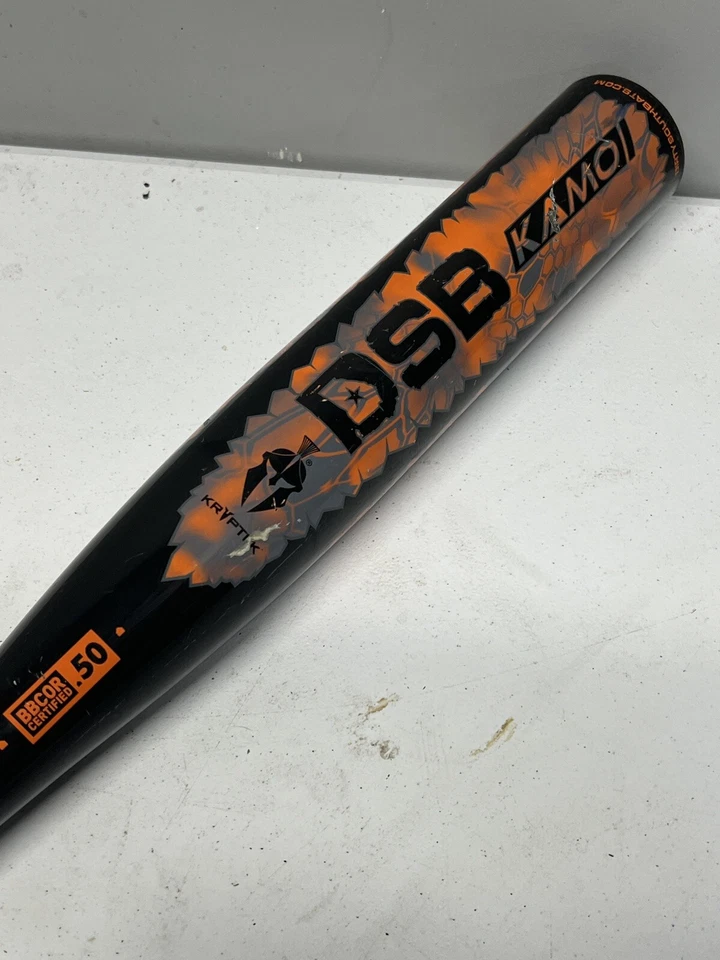 BBCOR .50
CERTIFIED
KRYPTEK
®
DSB
KAMO